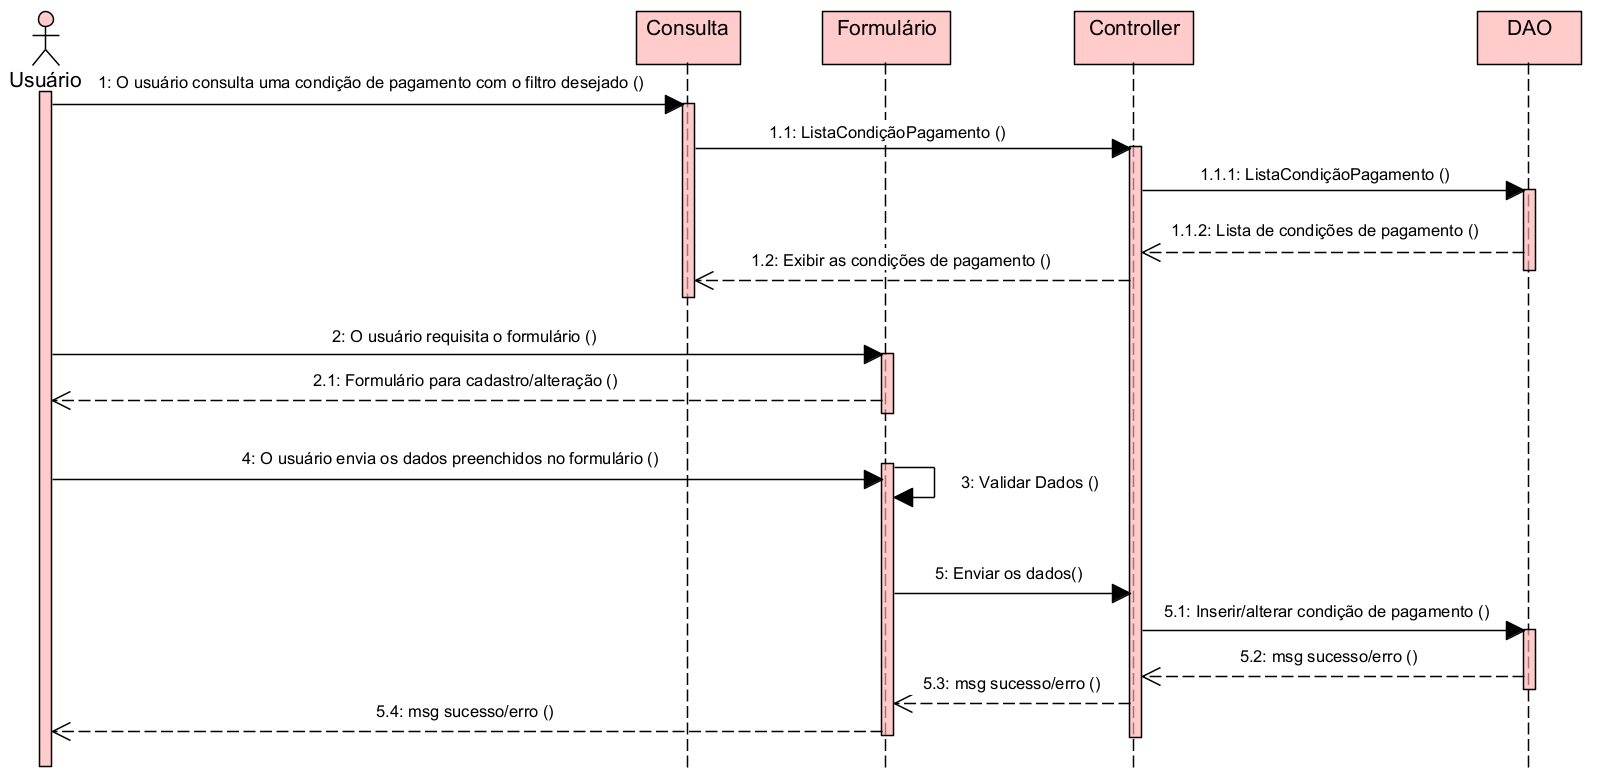 Consulta
Formulário
Controller
DAO
Usuário
1: O usuário consulta uma condição de pagamento com o filtro desejado ()
1.1: ListaCondiçãoPagamento ()
1.1.1: ListaCondiçãoPagamento ()
1.1.2: Lista de condições de pagamento ()
1.2: Exibir as condições de pagamento ()
2: O usuário requisita o formulário ()
2.1: Formulário para cadastro/alteração ()
4: O usuário envia os dados preenchidos no formulário ()
3: Validar Dados ()
5: Enviar os dados()
5.1: Inserir/alterar condição de pagamento ()
5.2: msg sucesso/erro ()
5.3: msg sucesso/erro ()
5.4: msg sucesso/erro ()